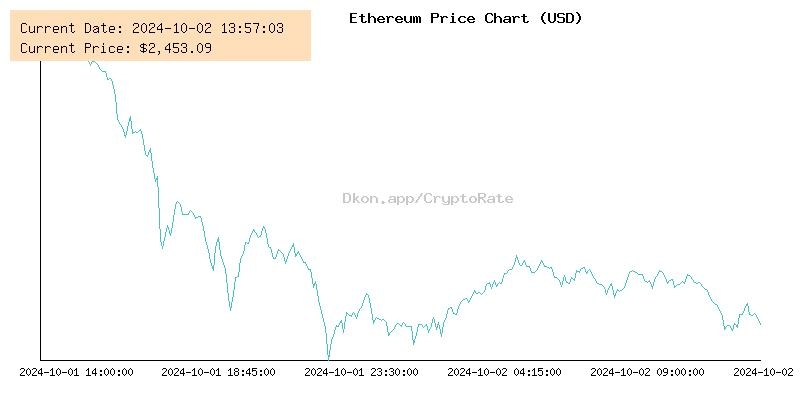 Ethereum Price Chart (USD)
Current Date: 2024-10-02 13:57:03
Current Price: $2,453.09
Dkon.app/CryptoRate
2024-10-01 14:00:00 2024-10-01 18:45:00 2024-10-01 23:30:00 2024-10-02 04:15:00 2024-10-02 09:00:00 2024-10-02